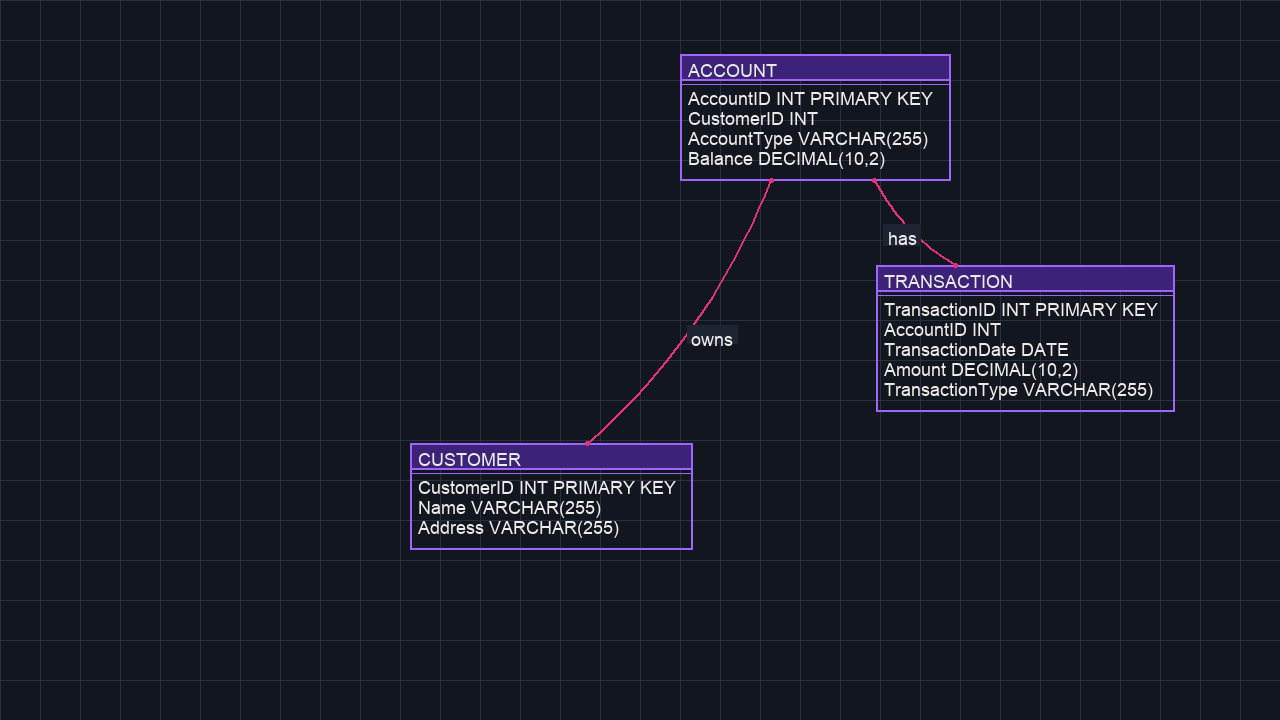 ACCOUNT
AccountID INT PRIMARY KEY
CustomerID INT
AccountType VARCHAR(255)
Balance DECIMAL(10,2)
has
TRANSACTION
TransactionID INT PRIMARY KEY
AccountID INT
TransactionDate DATE
Amount DECIMAL(10,2)
TransactionType VARCHAR(255)
owns
CUSTOMER
CustomerID INT PRIMARY KEY
Name VARCHAR(255)
Address VARCHAR(255)